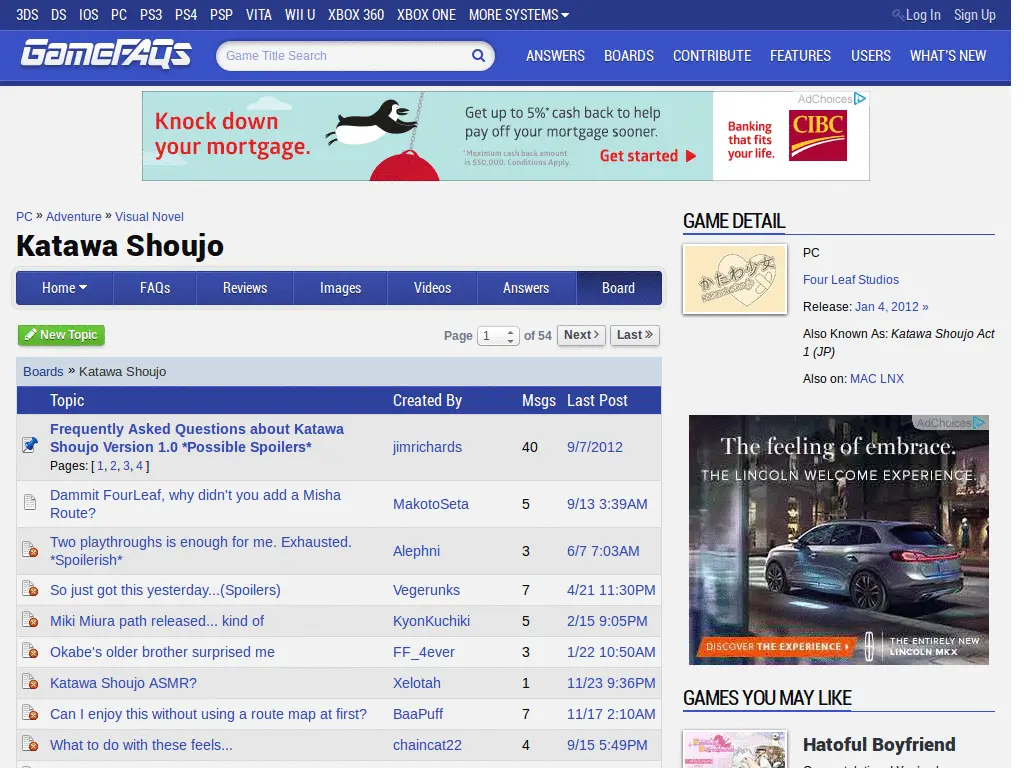 3DS DS IOS PC PS3 PS4 PSP VITA WII U XBOX 360 XBOX ONE MORE SYSTEMS Log In Sign Up
GameFAQs Game Title Search ANSWERS BOARDS CONTRIBUTE FEATURES USERS WHAT'S NEW
AdChoices
Knock down
your mortgage.
Get up to 5%* cash back to help
pay off your mortgage sooner.
*Maximum cash back amount
is $50,000. Conditions Apply.
Get started
Banking
that fits
your life.
CIBC
PC » Adventure » Visual Novel
Katawa Shoujo
Home FAQs Reviews Images Videos Answers Board
New Topic Page 1 of 54 Next > Last »
Boards » Katawa Shoujo
Topic Created By Msgs Last Post
Frequently Asked Questions about Katawa
Shoujo Version 1.0 *Possible Spoilers* jimrichards 40 9/7/2012
Pages: [ 1, 2, 3, 4 ]
Dammit FourLeaf, why didn't you add a Misha
Route? MakotoSeta 5 9/13 3:39AM
Two playthroughs is enough for me. Exhausted.
*Spoilerish* Alephni 3 6/7 7:03AM
So just got this yesterday...(Spoilers) Vegerunks 7 4/21 11:30PM
Miki Miura path released... kind of KyonKuchiki 5 2/15 9:05PM
Okabe's older brother surprised me FF_4ever 3 1/22 10:50AM
Katawa Shoujo ASMR? Xelotah 1 11/23 9:36PM
Can I enjoy this without using a route map at first? BaaPuff 7 11/17 2:10AM
What to do with these feels... chaincat22 4 9/15 5:49PM
GAME DETAIL
かたわ少女
PC
Four Leaf Studios
Release: Jan 4, 2012 »
Also Known As: Katawa Shoujo Act
1 (JP)
Also on: MAC LNX
AdChoices
The feeling of embrace.
THE LINCOLN WELCOME EXPERIENCE.
DISCOVER THE EXPERIENCE
THE ENTIRELY NEW
LINCOLN MKX
GAMES YOU MAY LIKE
Hatoful Boyfriend